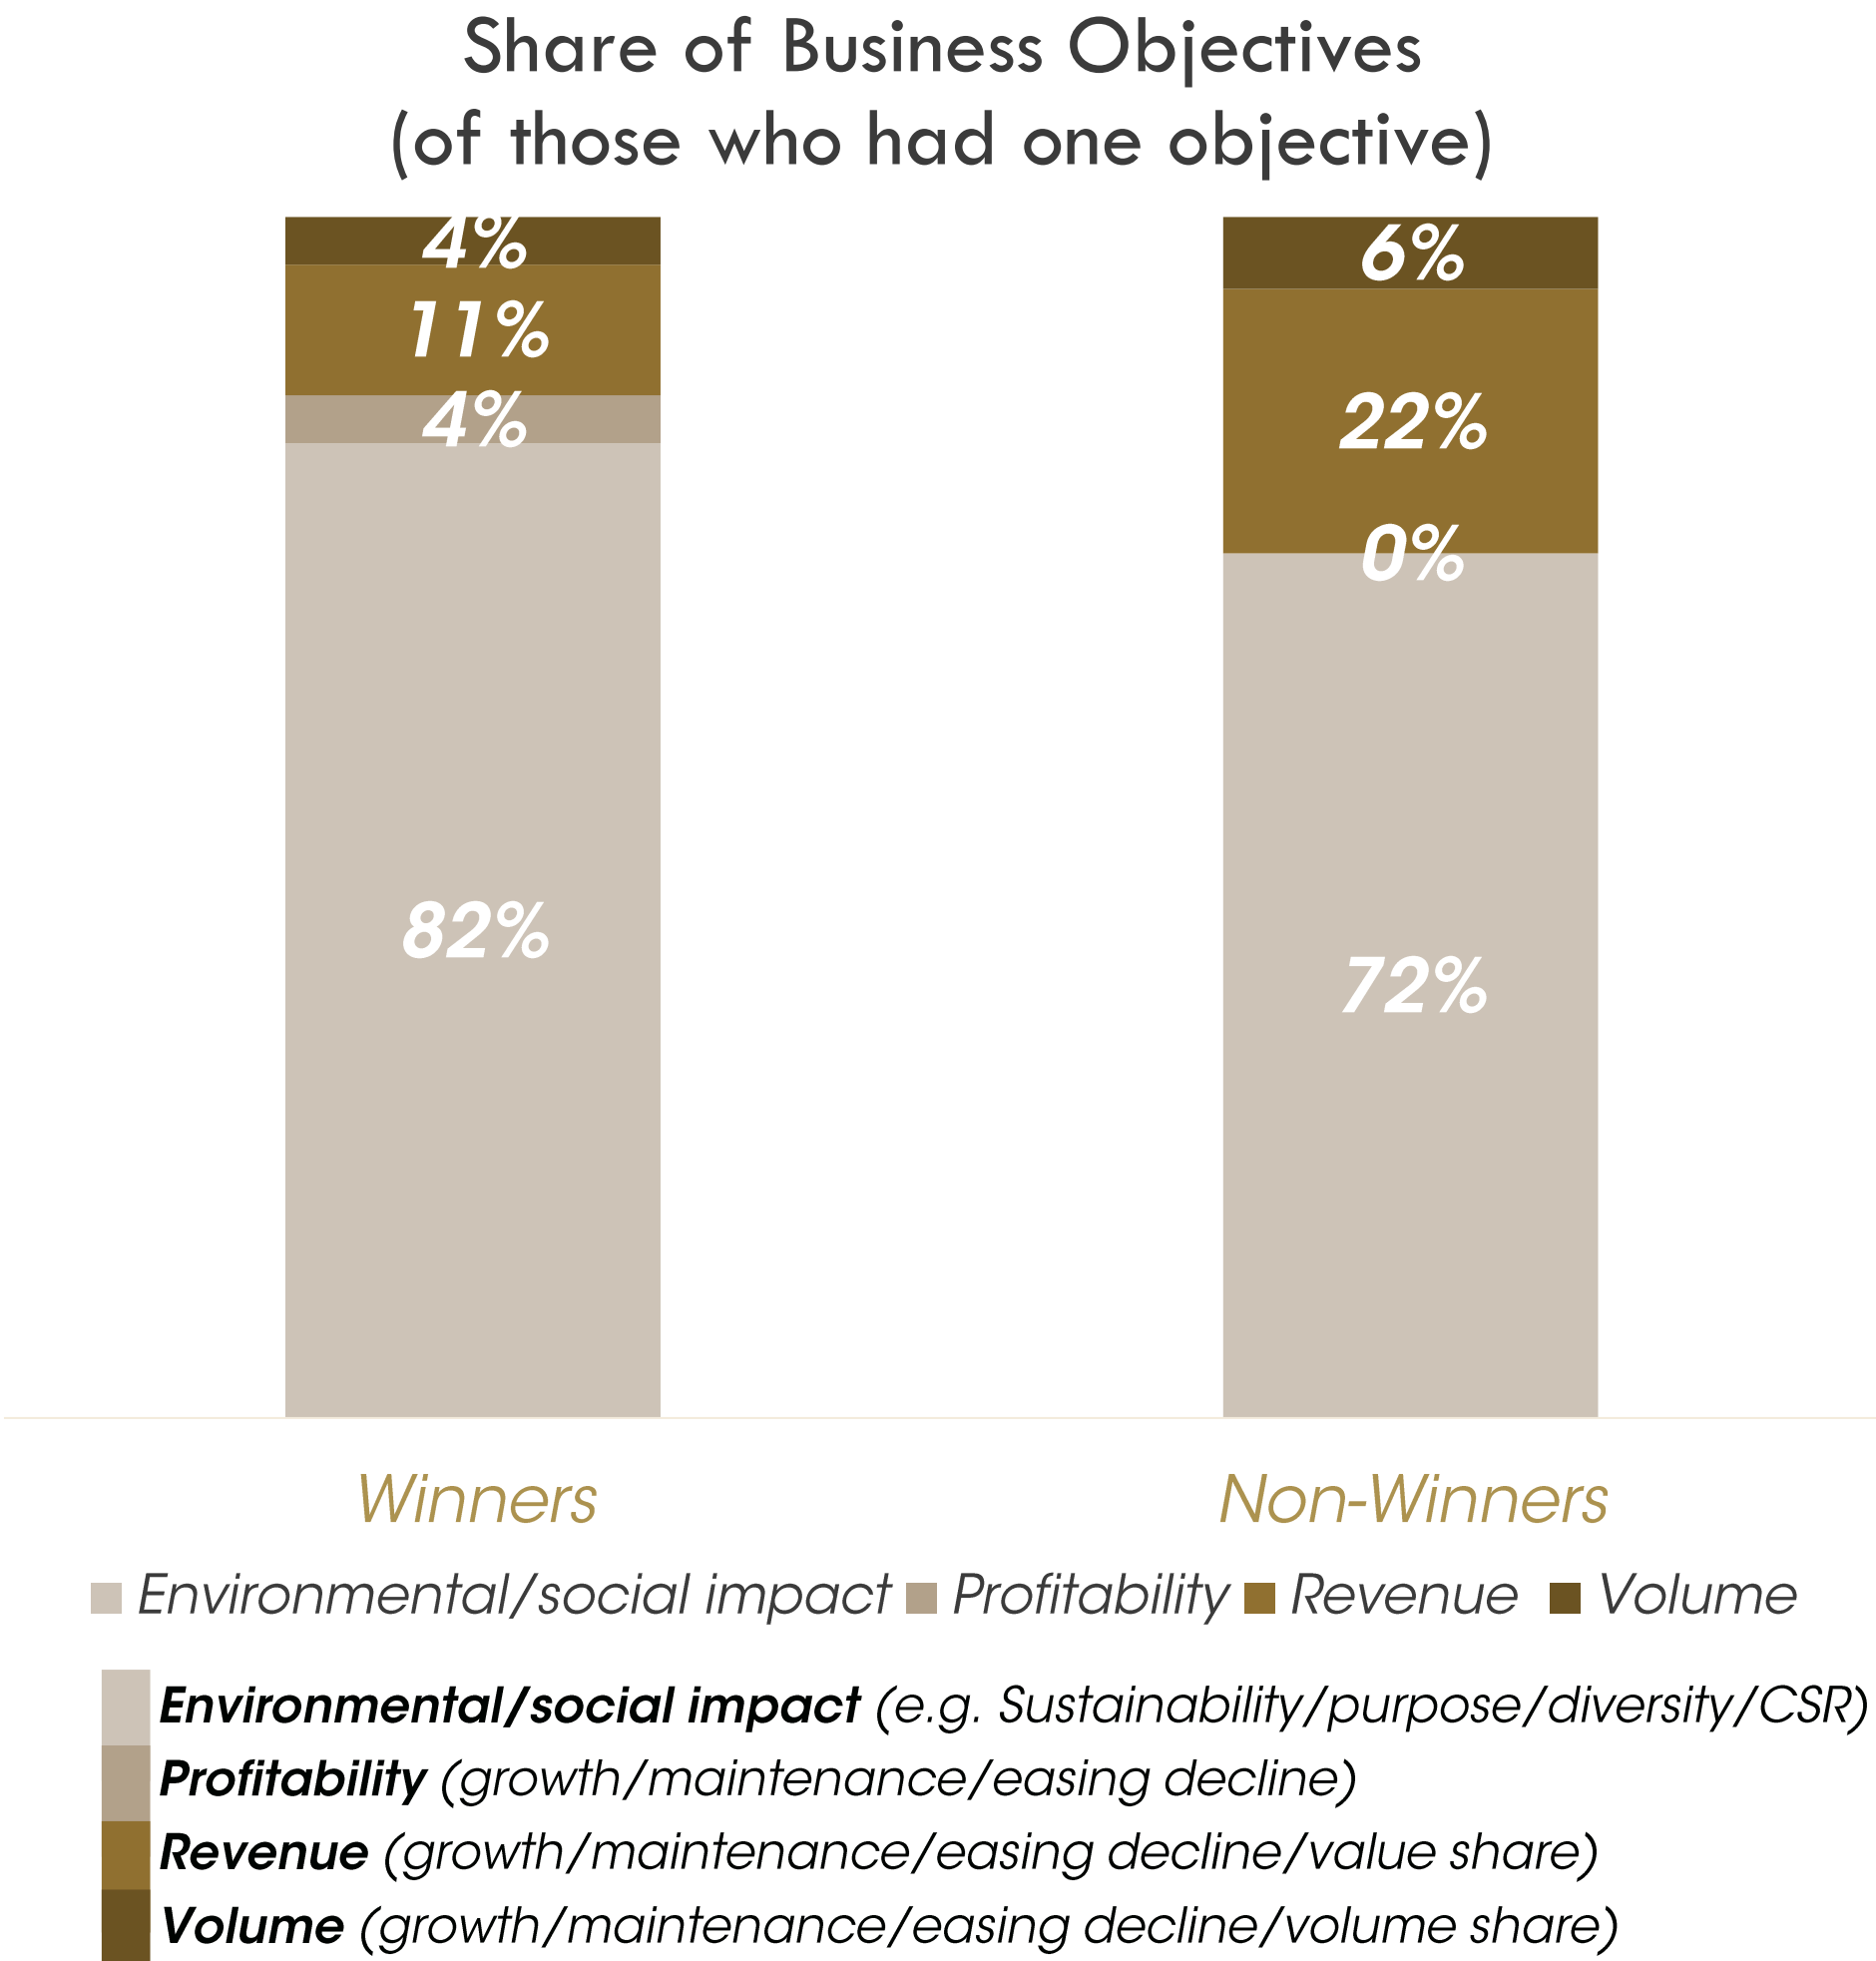 Share of Business Objectives
(of those who had one objective)
4%
11%
4%
82%
6%
22%
0%
72%
Winners
Non-Winners
Environmental/social impact Profitability Revenue Volume
Environmental/social impact (e.g. Sustainability/purpose/diversity/CSR)
Profitability (growth/maintenance/easing decline)
Revenue (growth/maintenance/easing decline/value share)
Volume (growth/maintenance/easing decline/volume share)